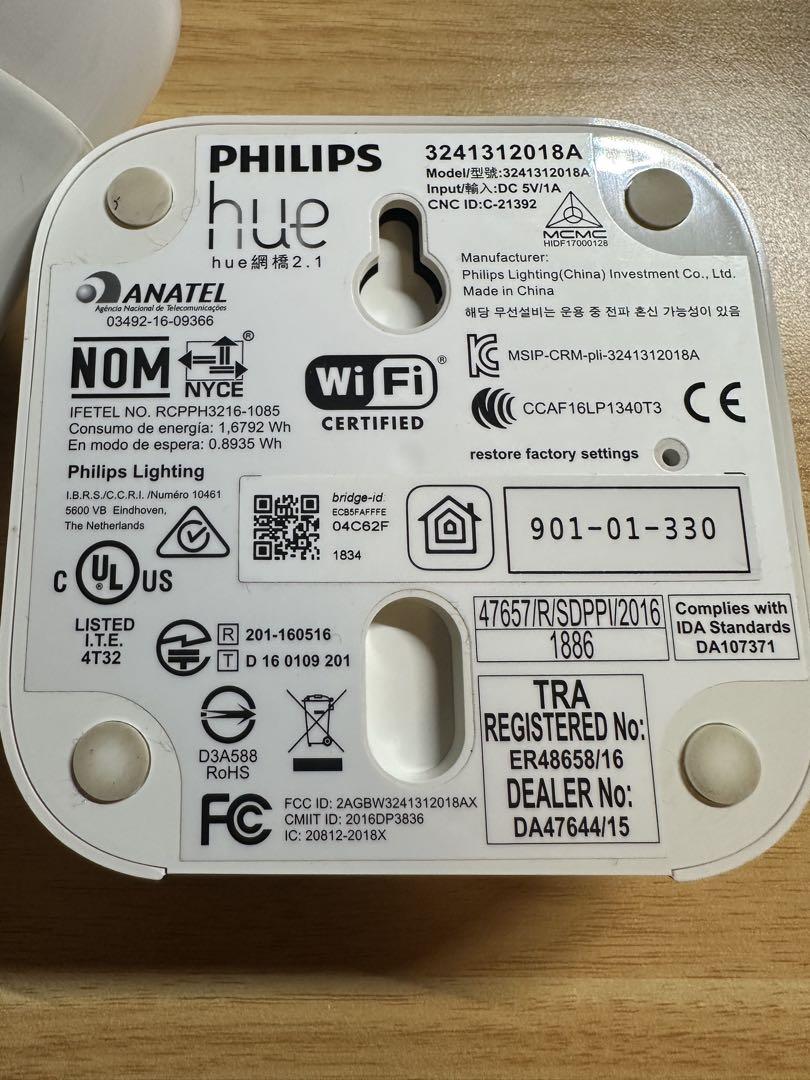 PHILIPS
hue
hue網橋2.1
3241312018A
Model/型號:3241312018A
Input/輸入:DC 5V/1A
CNC ID:C-21392
MCMC
HIDF17000128
Manufacturer:
Philips Lighting(China) Investment Co., Ltd.
Made in China
해당 무선설비는 운용 중 전파 혼신 가능성이 있음
ANATEL
Agência Nacional de Telecomunicações
03492-16-09366
NOM
NYCE
®
IFETEL NO. RCPPH3216-1085
Consumo de energía: 1,6792 Wh
En modo de espera: 0.8935 Wh
Wi Fi ®
CERTIFIED
MSIP-CRM-pli-3241312018A
CCAF16LP1340T3
CE
restore factory settings
Philips Lighting
I.B.R.S./C.C.R.I. /Numéro 10461
5600 VB Eindhoven,
The Netherlands
bridge-id:
ECB5FAFFFE
04C62F
1834
901-01-330
C UL ® US
LISTED
I.T.E.
4T32
R 201-160516
T D 16 0109 201
47657/R/SDPPI/2016
1886
Complies with
IDA Standards
DA107371
D3A588
RoHS
TRA
REGISTERED No:
ER48658/16
DEALER No:
DA47644/15
FC
FCC ID: 2AGBW3241312018AX
CMIIT ID: 2016DP3836
IC: 20812-2018X